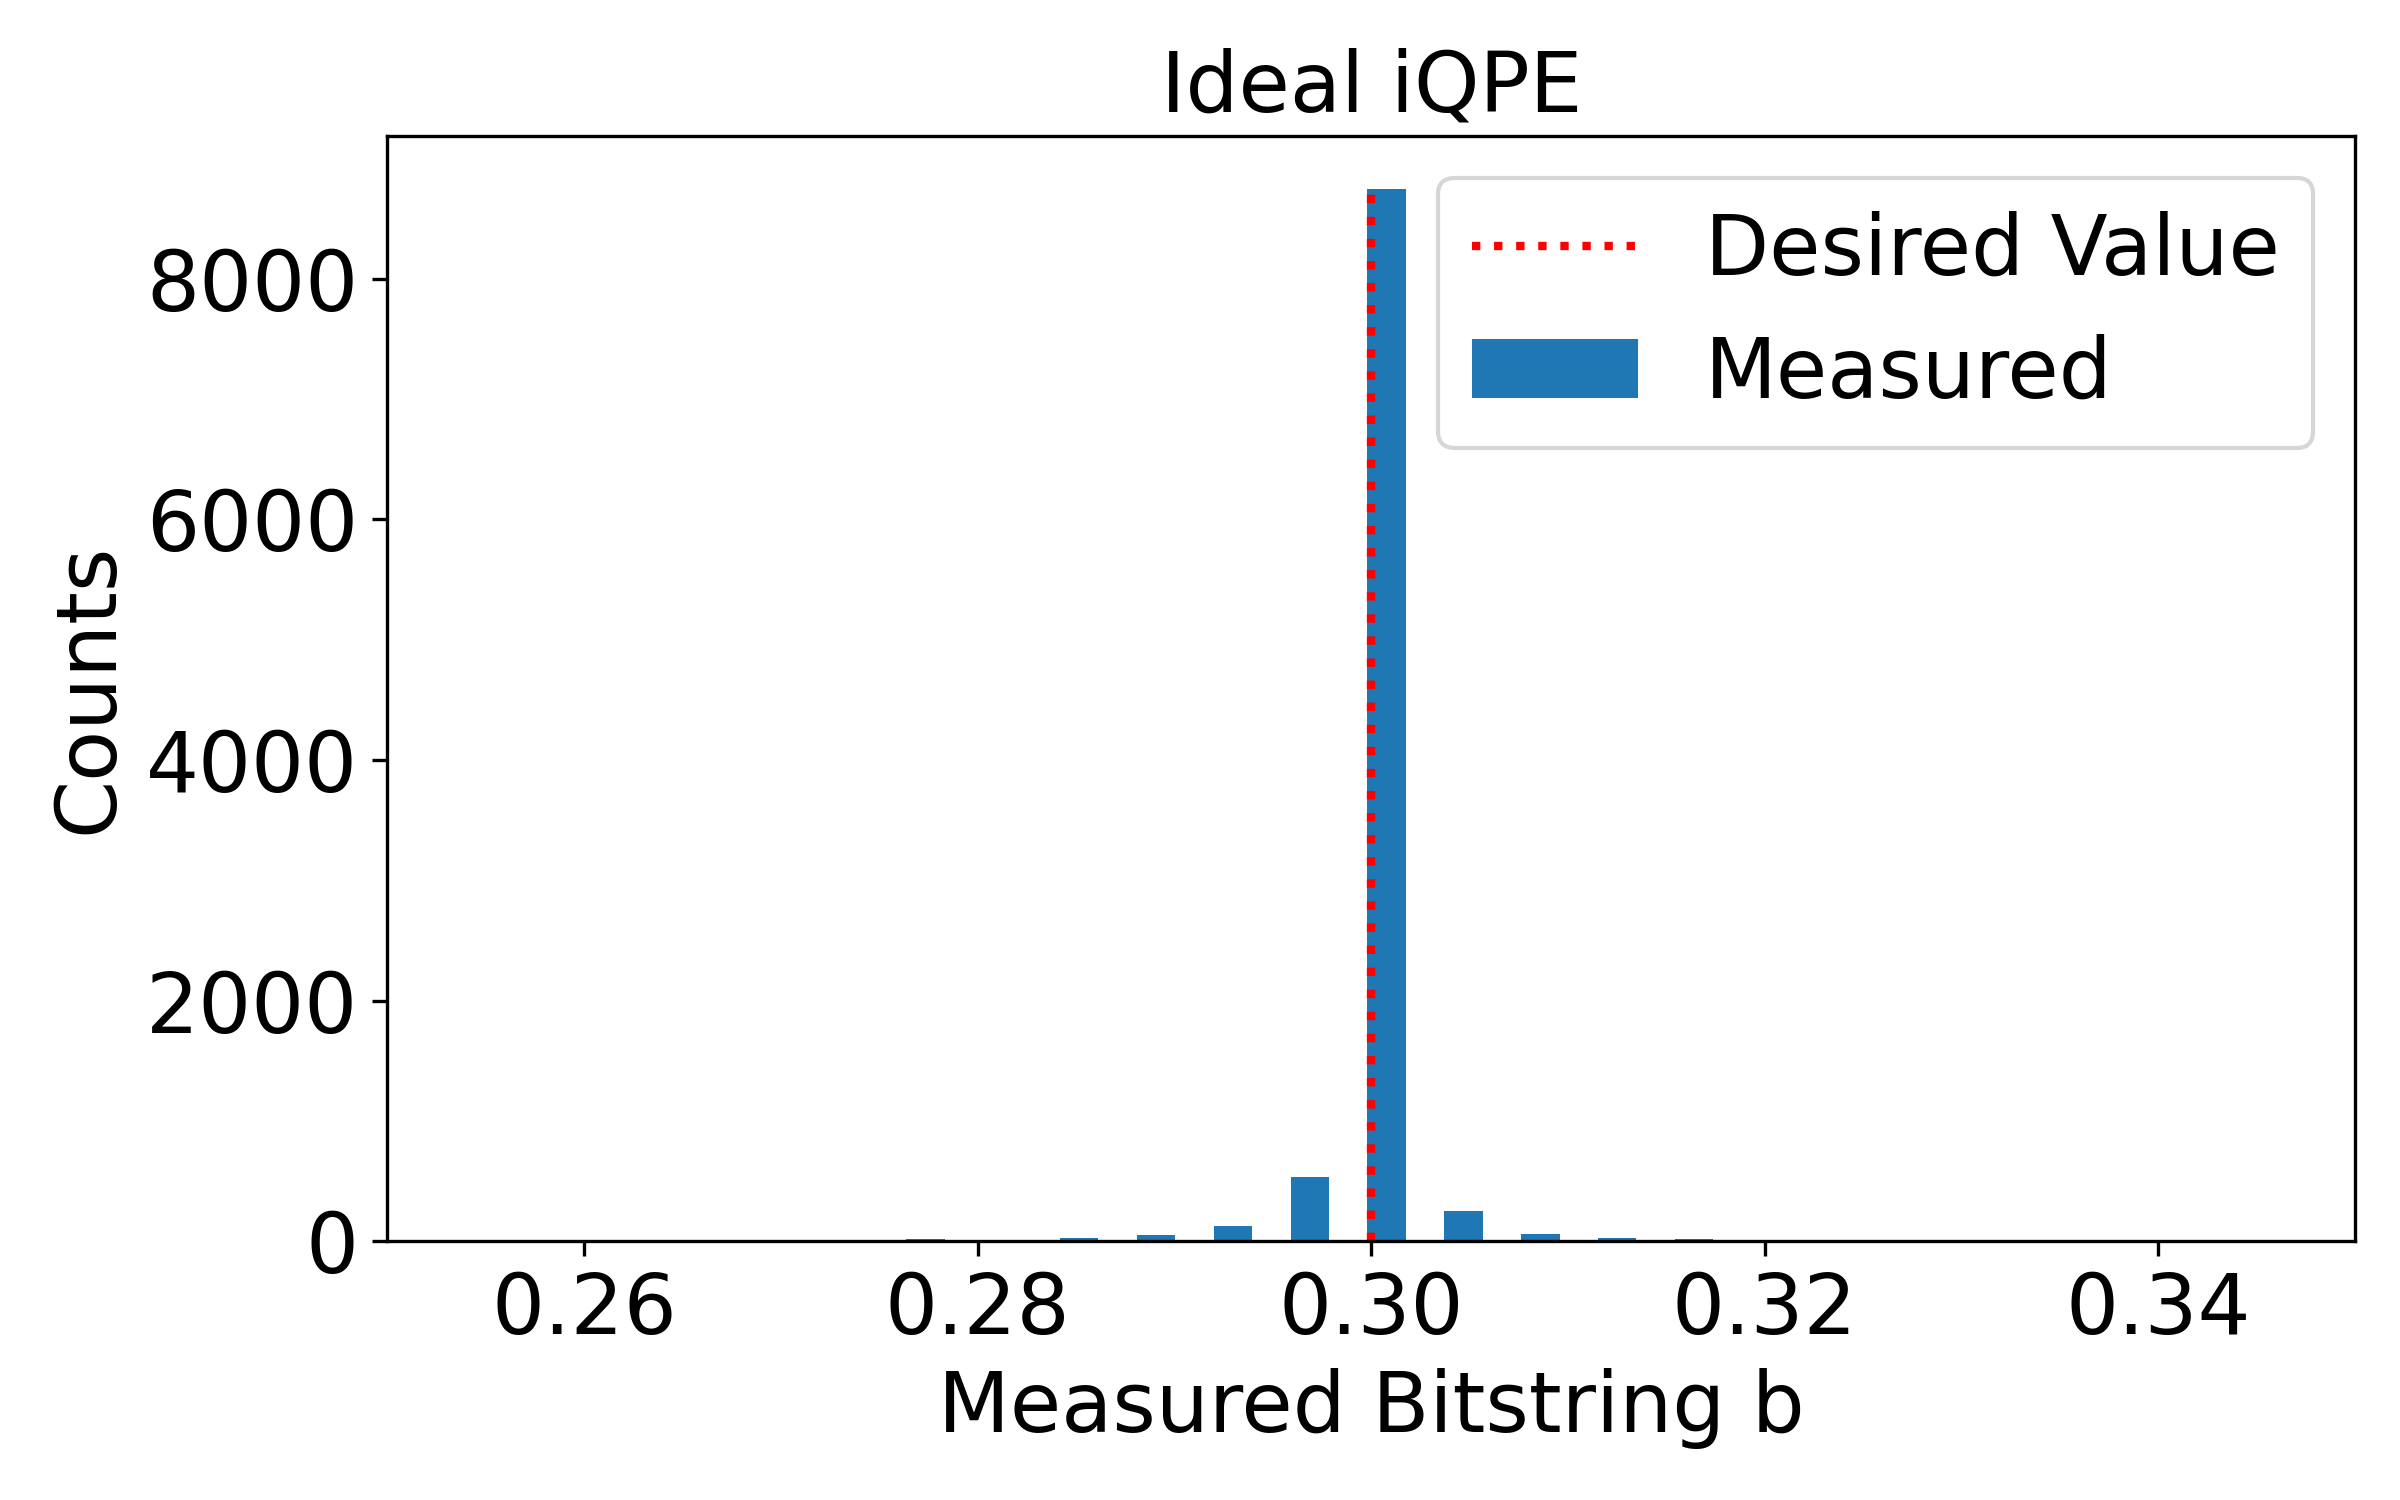 Ideal iQPE
Desired Value
Measured
Counts
8000
6000
4000
2000
0
0.26 0.28 0.30 0.32 0.34
Measured Bitstring b